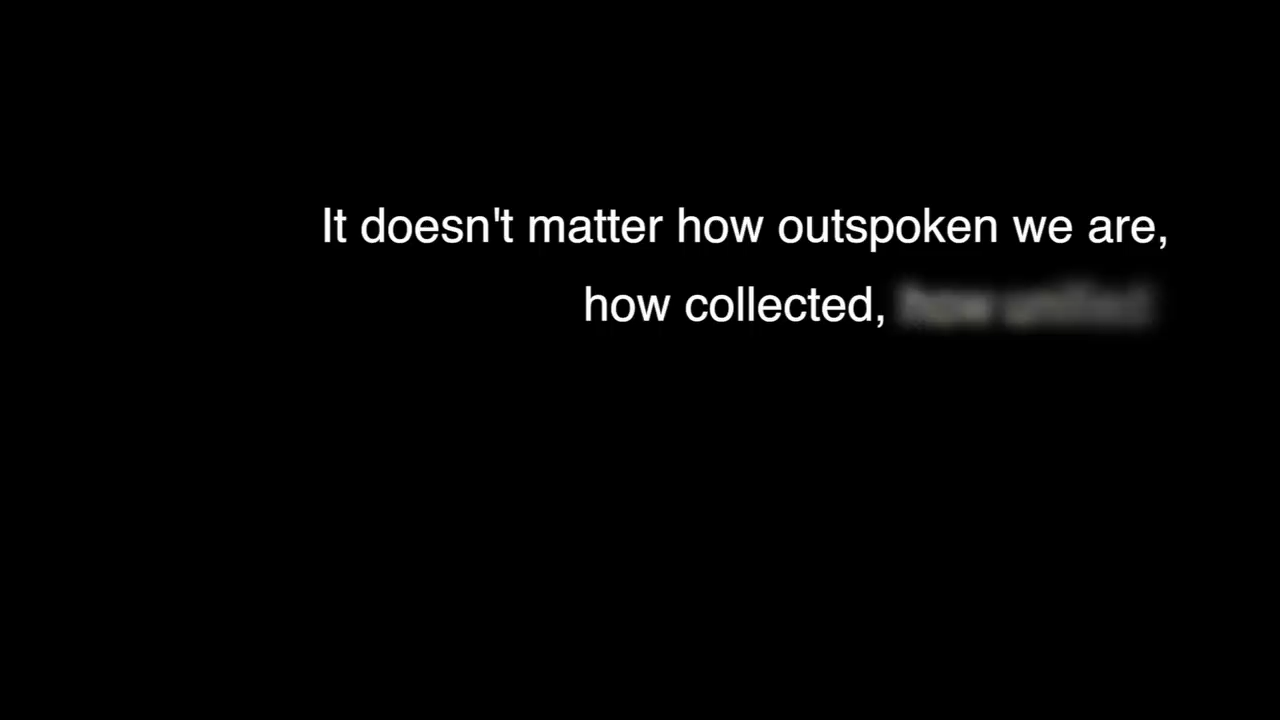 It doesn't matter how outspoken we are,
how collected,